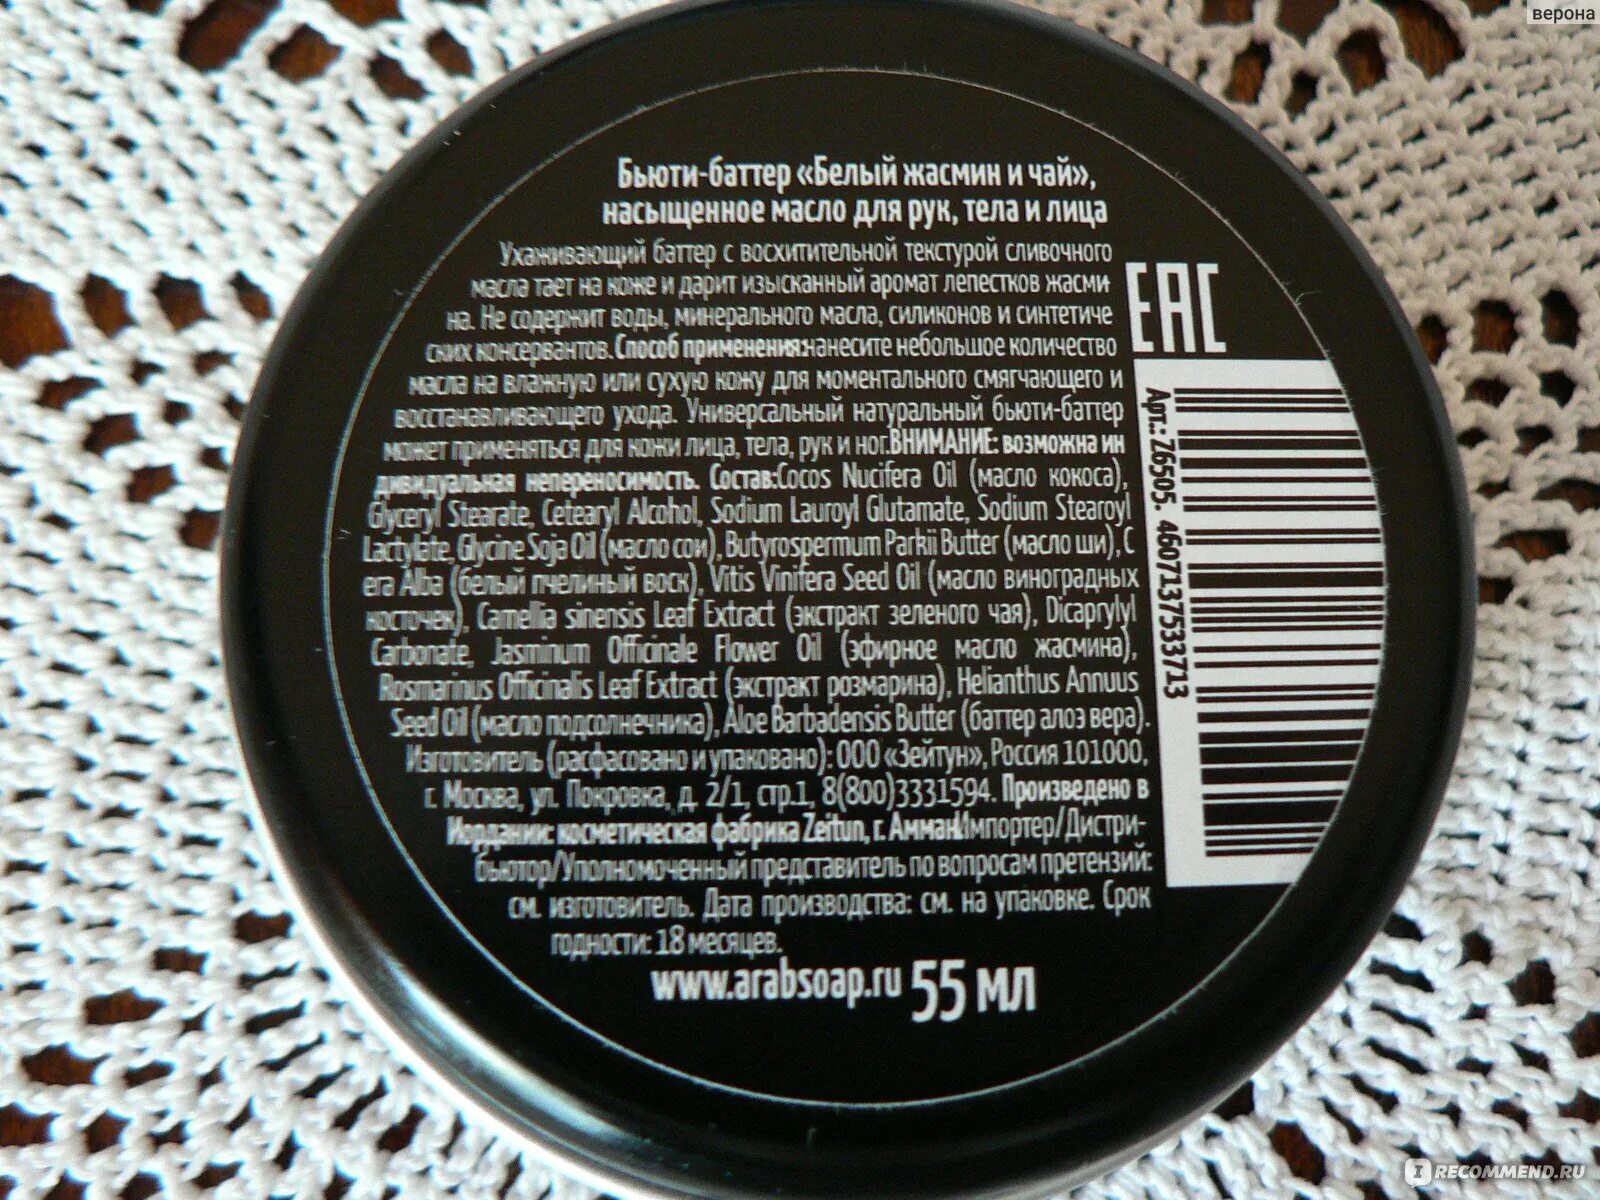 верона
Бьюти-баттер «Белый жасмин и чай»,
насыщенное масло для рук, тела и лица
Ухаживающий баттер с восхитительной текстурой сливочного
масла тает на коже и дарит изысканный аромат лепестков жасми
на. Не содержит воды, минерального масла, силиконов и синтетиче
ских консервантов. Способ применения: нанесите небольшое количество
масла на влажную или сухую кожу для моментального смягчающего и
восстанавливающего ухода. Универсальный натуральный бьюти-баттер
может применяться для кожи лица, тела, рук и ног. ВНИМАНИЕ: возможна ин
дивидуальная непереносимость. Состав: Cocos Nucifera Oil (масло кокоса),
Glyceryl Stearate, Cetearyl Alcohol, Sodium Lauroyl Glutamate, Sodium Stearoyl
Lactylate, Glycine Soja Oil (масло сои), Butyrospermum Parkii Butter (масло ши), C
era Alba (белый пчелиный воск), Vitis Vinifera Seed Oil (масло виноградных
косточек), Camellia sinensis Leaf Extract (экстракт зеленого чая), Dicaprylyl
Carbonate, Jasminum Officinale Flower Oil (эфирное масло жасмина),
Rosmarinus Officinalis Leaf Extract (экстракт розмарина), Helianthus Annuus
Seed Oil (масло подсолнечника), Aloe Barbadensis Butter (баттер алоэ вера).
Изготовитель (расфасовано и упаковано): ООО «Зейтун», Россия 101000,
г. Москва, ул. Покровка, д. 2/1, стр.1, 8(800)3331594. Произведено в
Иордании: косметическая фабрика Zeitun, г. Амман Импортер/Дистри-
бьютор/Уполномоченный представитель по вопросам претензий:
см. изготовитель. Дата производства: см. на упаковке. Срок
годности: 18 месяцев.
www.arabsoap.ru 55 мл
EAC
Арт.: Z6505. 4607137533713
IRECOMMEND.RU